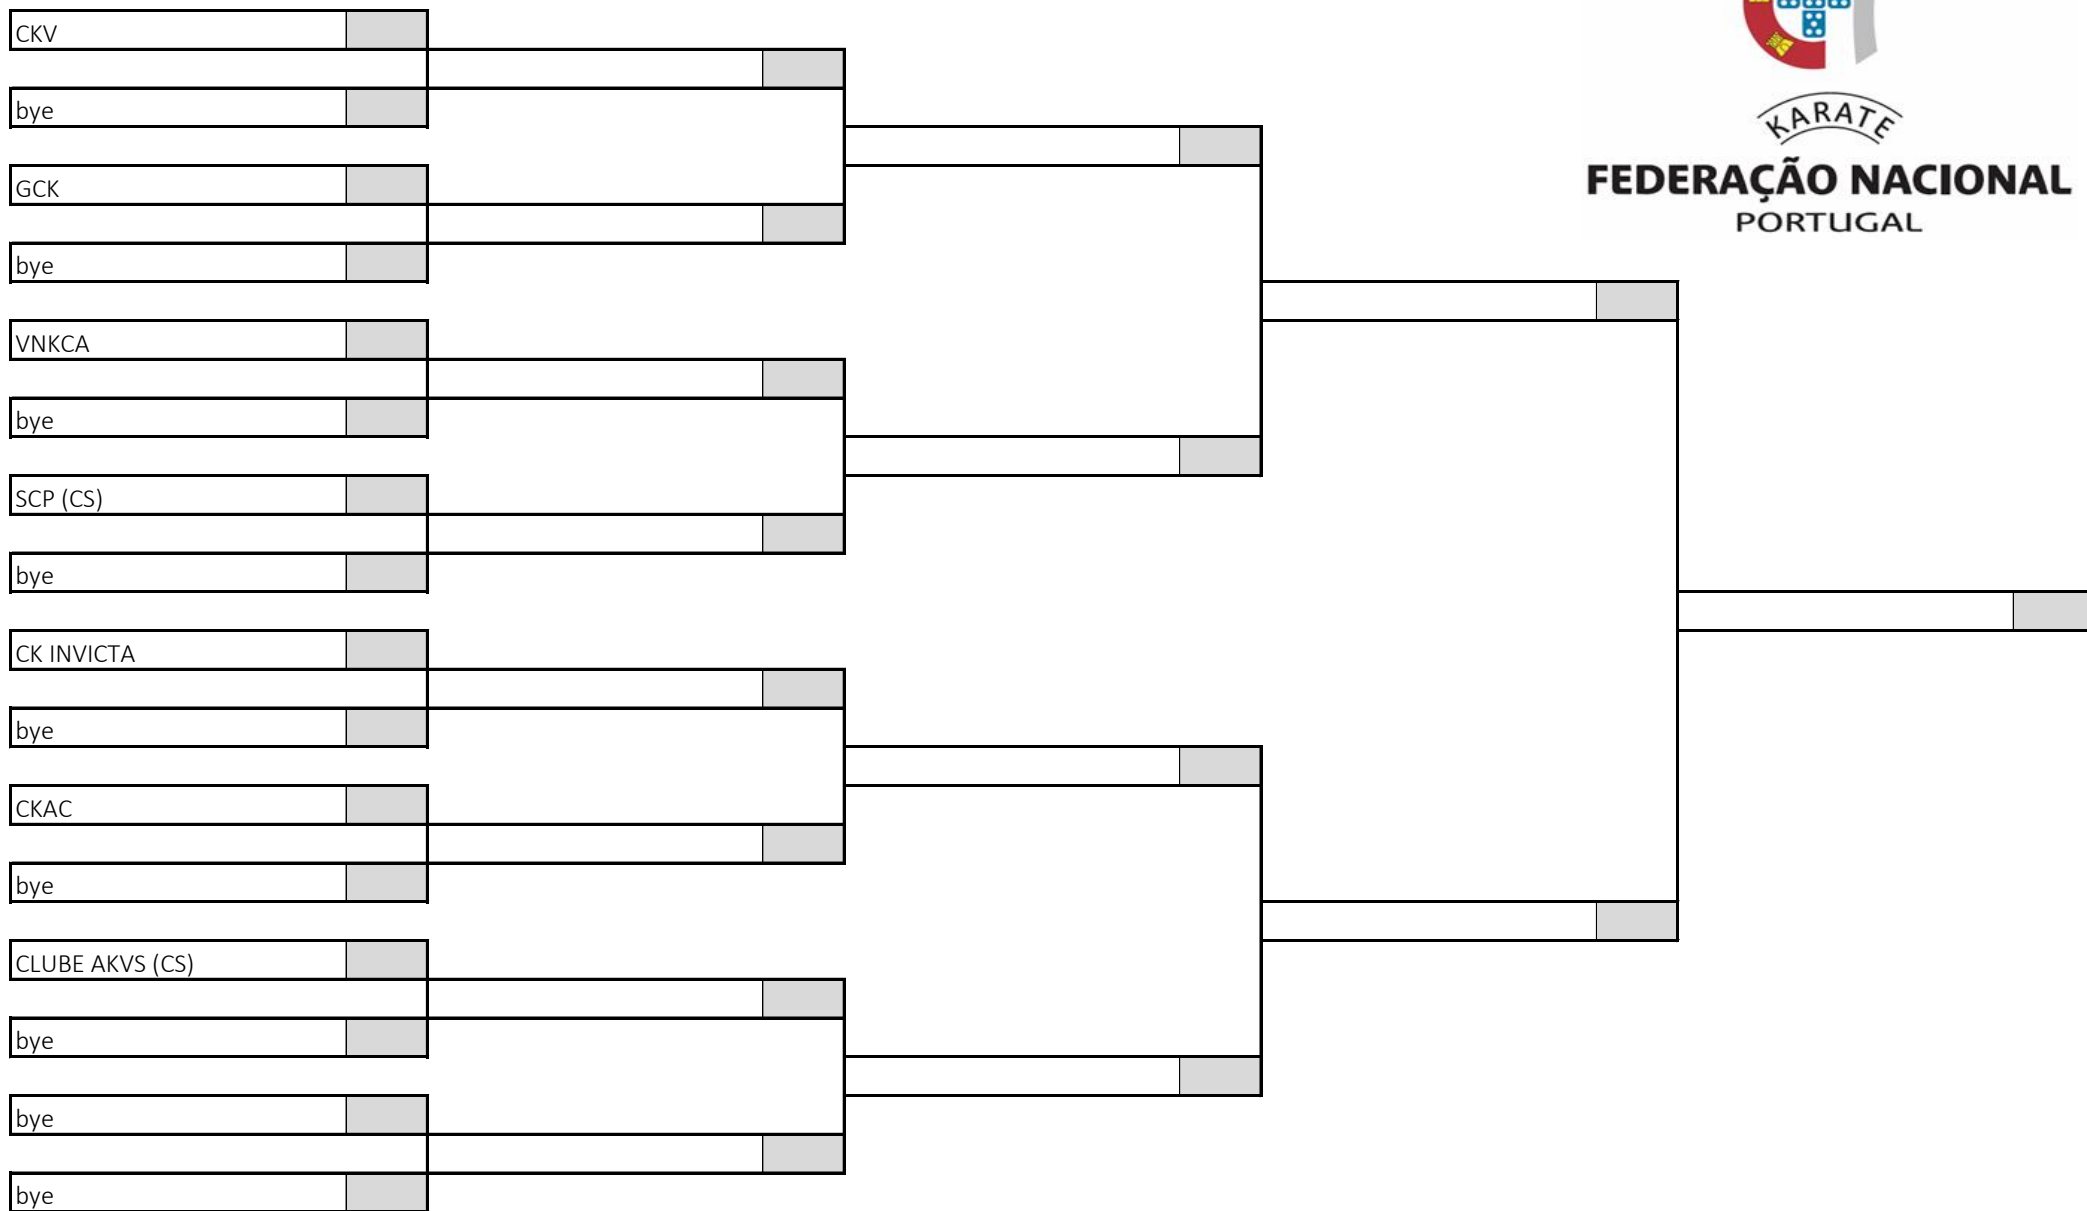 CKV
bye
GCK
bye
VNKCA
bye
SCP (CS)
bye
CK INVICTA
bye
CKAC
bye
CLUBE AKVS (CS)
bye
bye
bye
KARATE
FEDERAÇÃO NACIONAL
PORTUGAL